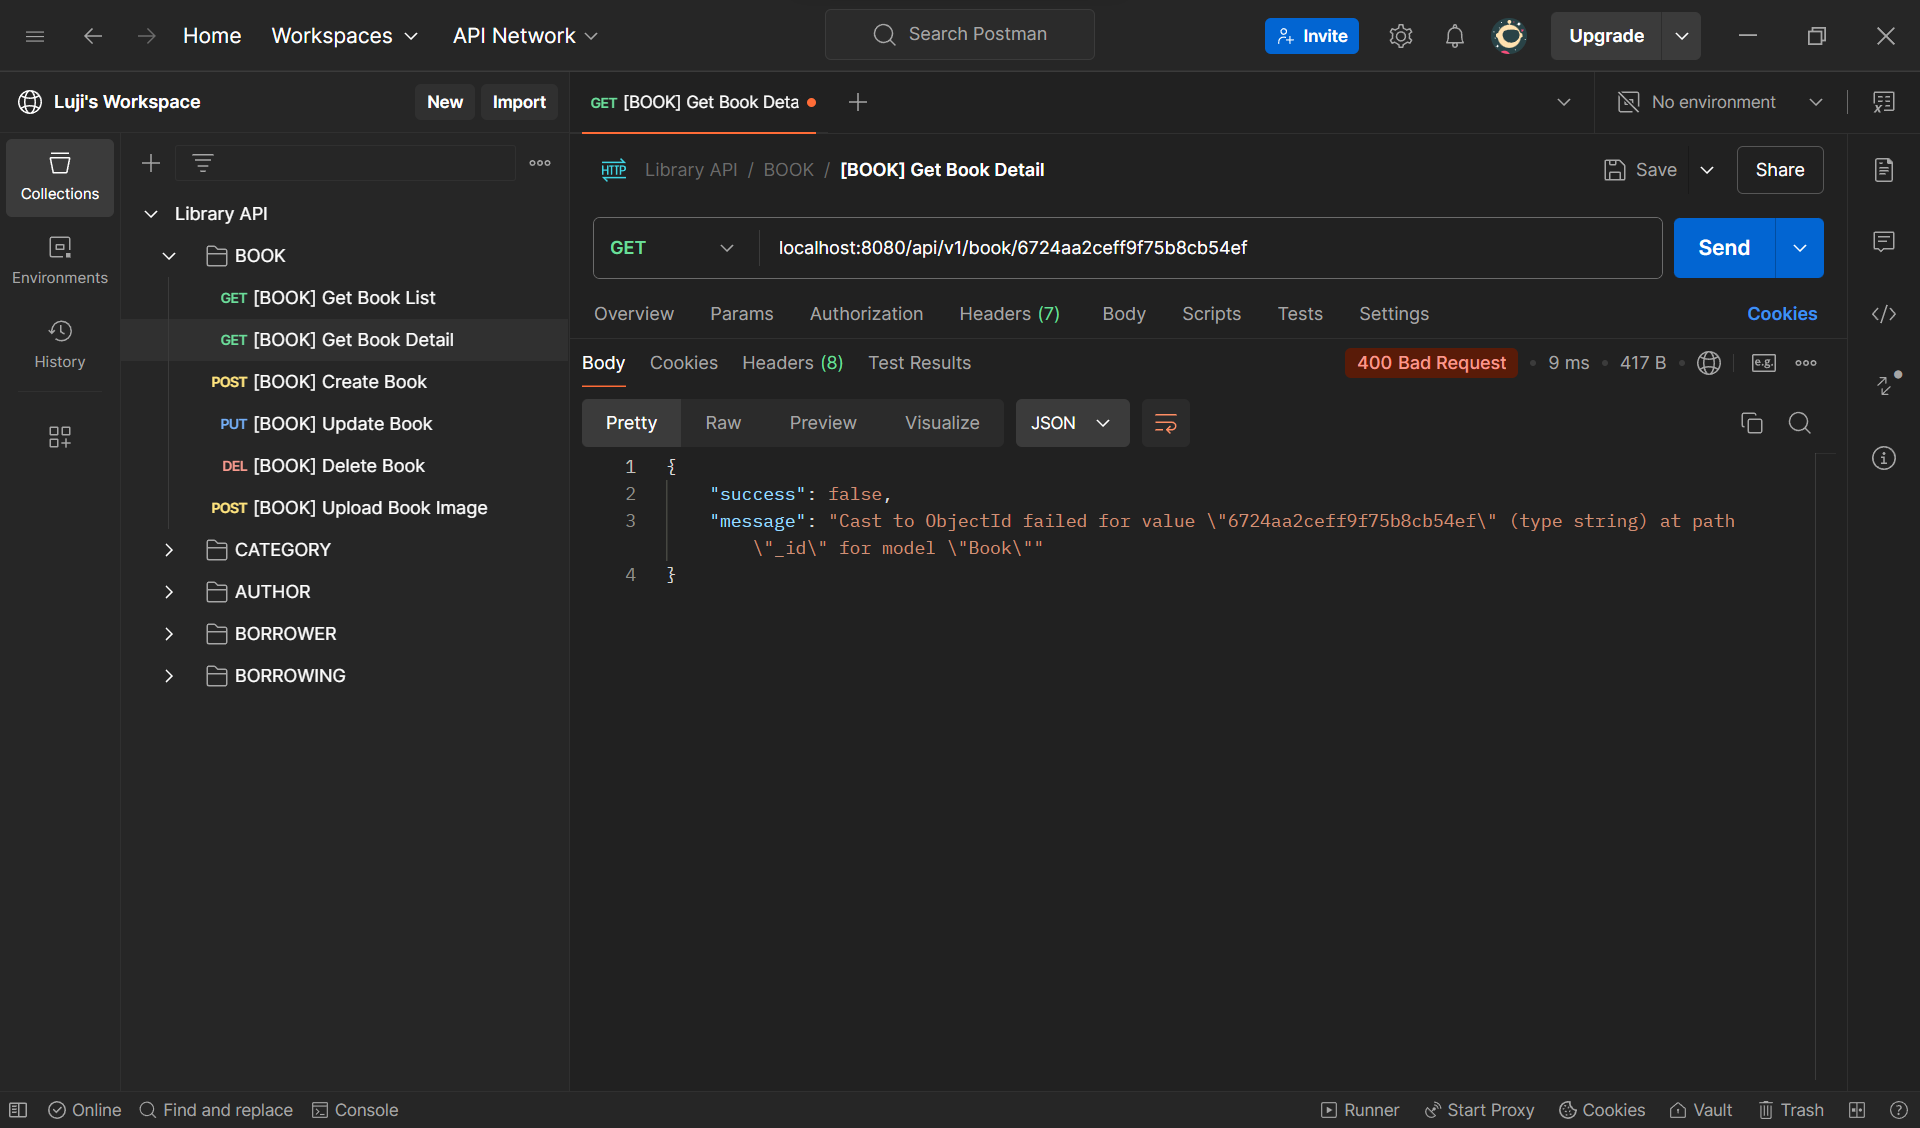 Home
Workspaces
API Network
Search Postman
Invite
Upgrade
Luji's Workspace
New
Import
GET [BOOK] Get Book Deta
No environment
Collections
Environments
History
Library API
BOOK
GET [BOOK] Get Book List
GET [BOOK] Get Book Detail
POST [BOOK] Create Book
PUT [BOOK] Update Book
DEL [BOOK] Delete Book
POST [BOOK] Upload Book Image
CATEGORY
AUTHOR
BORROWER
BORROWING
HTTP Library API / BOOK / [BOOK] Get Book Detail
Save
Share
GET
localhost:8080/api/v1/book/6724aa2ceff9f75b8cb54ef
Send
Overview
Params
Authorization
Headers (7)
Body
Scripts
Tests
Settings
Cookies
Body
Cookies
Headers (8)
Test Results
400 Bad Request
9 ms
417 B
e.g.
Pretty
Raw
Preview
Visualize
JSON
1 {
2 "success": false,
3 "message": "Cast to ObjectId failed for value \"6724aa2ceff9f75b8cb54ef\" (type string) at path
\"_id\" for model \"Book\""
4 }
Online
Find and replace
Console
Runner
Start Proxy
Cookies
Vault
Trash